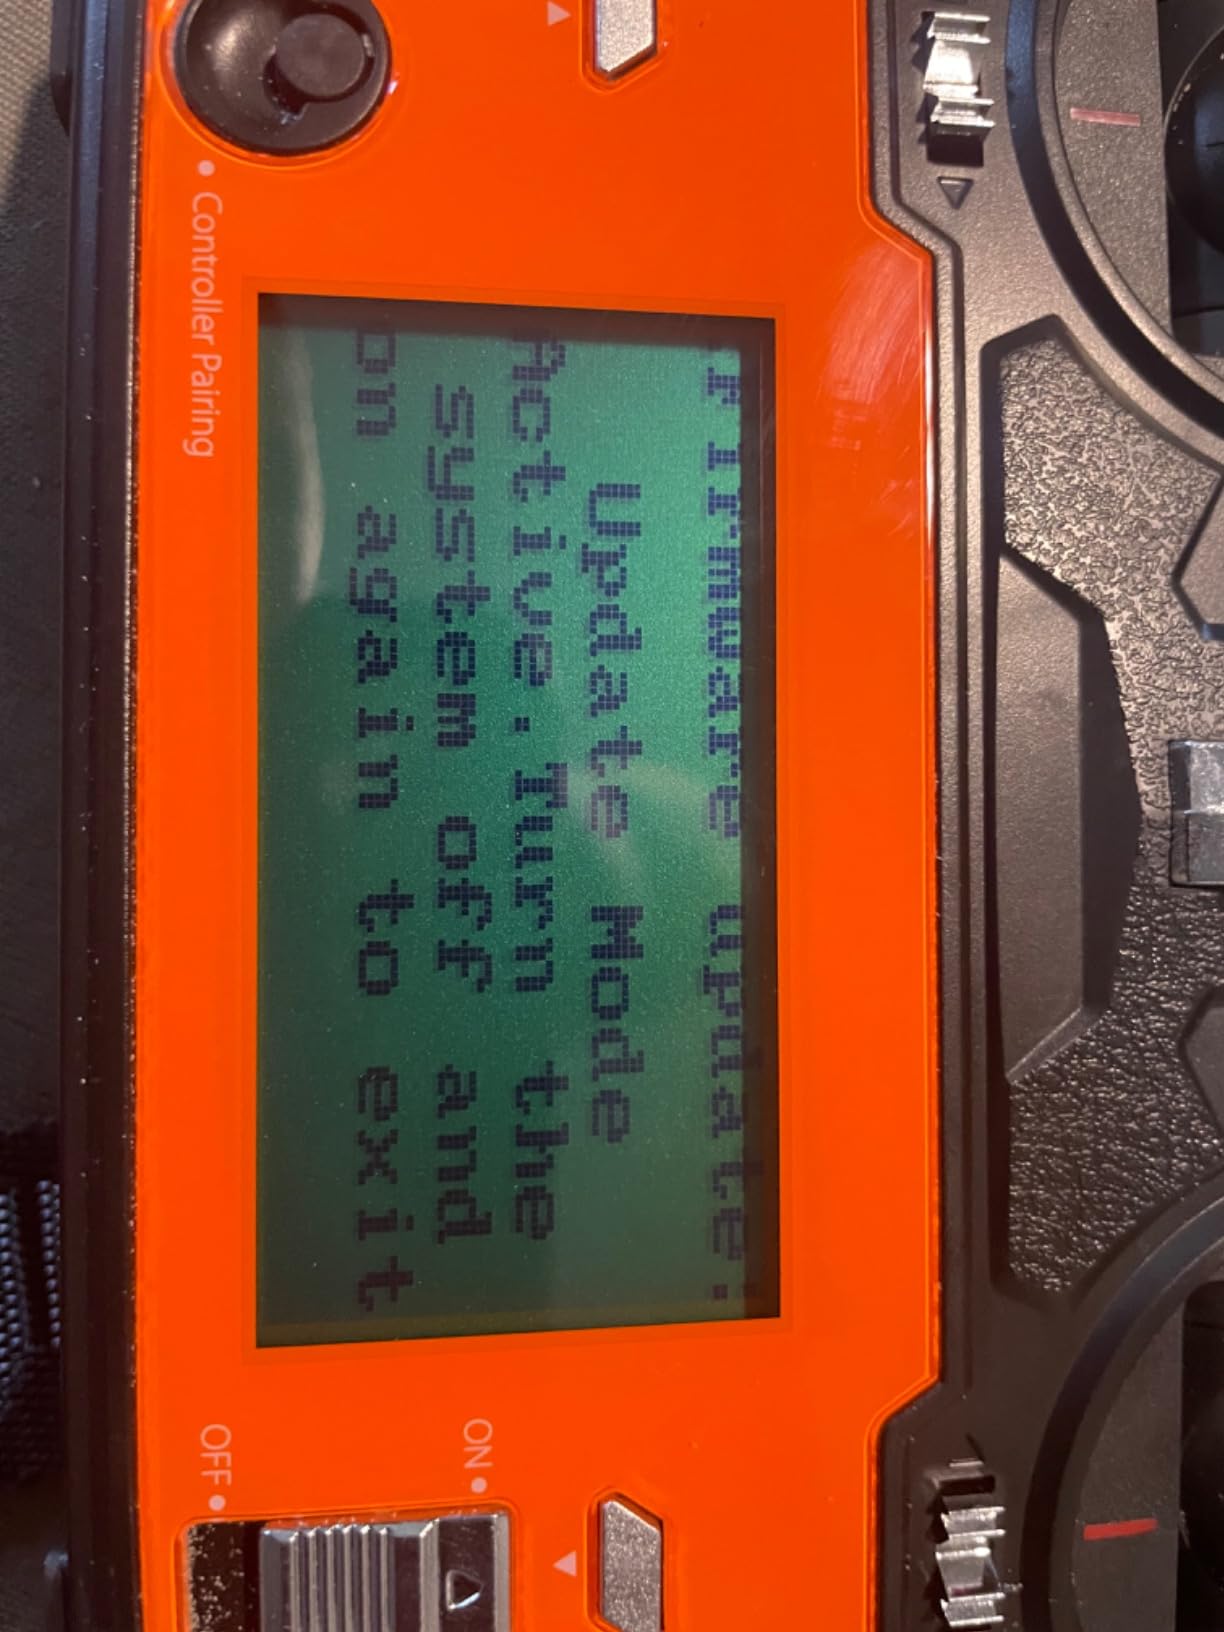 Firmware update.
Update Mode
Active.Turn the
system off and
on again to exit
Controller Pairing
ON
OFF